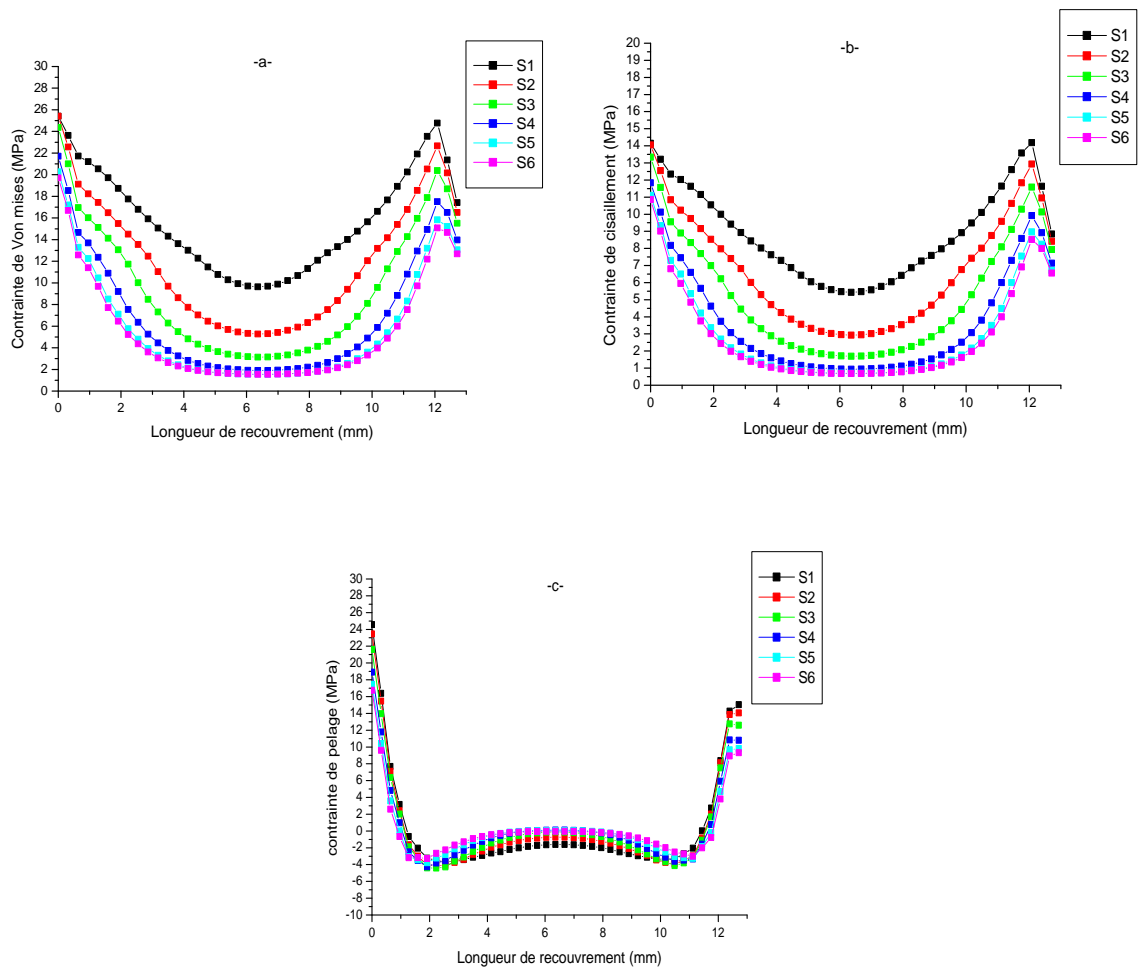 -a-
S1
S2
S3
S4
S5
S6
30
28
26
24
22
20
18
16
14
12
10
8
6
4
2
0
0 2 4 6 8 10 12
Contrainte de Von mises (MPa)
Longueur de recouvrement (mm)
-b-
S1
S2
S3
S4
S5
S6
20
19
18
17
16
15
14
13
12
11
10
9
8
7
6
5
4
3
2
1
0
0 2 4 6 8 10 12
Contrainte de cisaillement (MPa)
Longueur de recouvrement (mm)
-c-
S1
S2
S3
S4
S5
S6
30
28
26
24
22
20
18
16
14
12
10
8
6
4
2
0
-2
-4
-6
-8
-10
0 2 4 6 8 10 12
contrainte de pelage (MPa)
Longueur de recouvrement (mm)